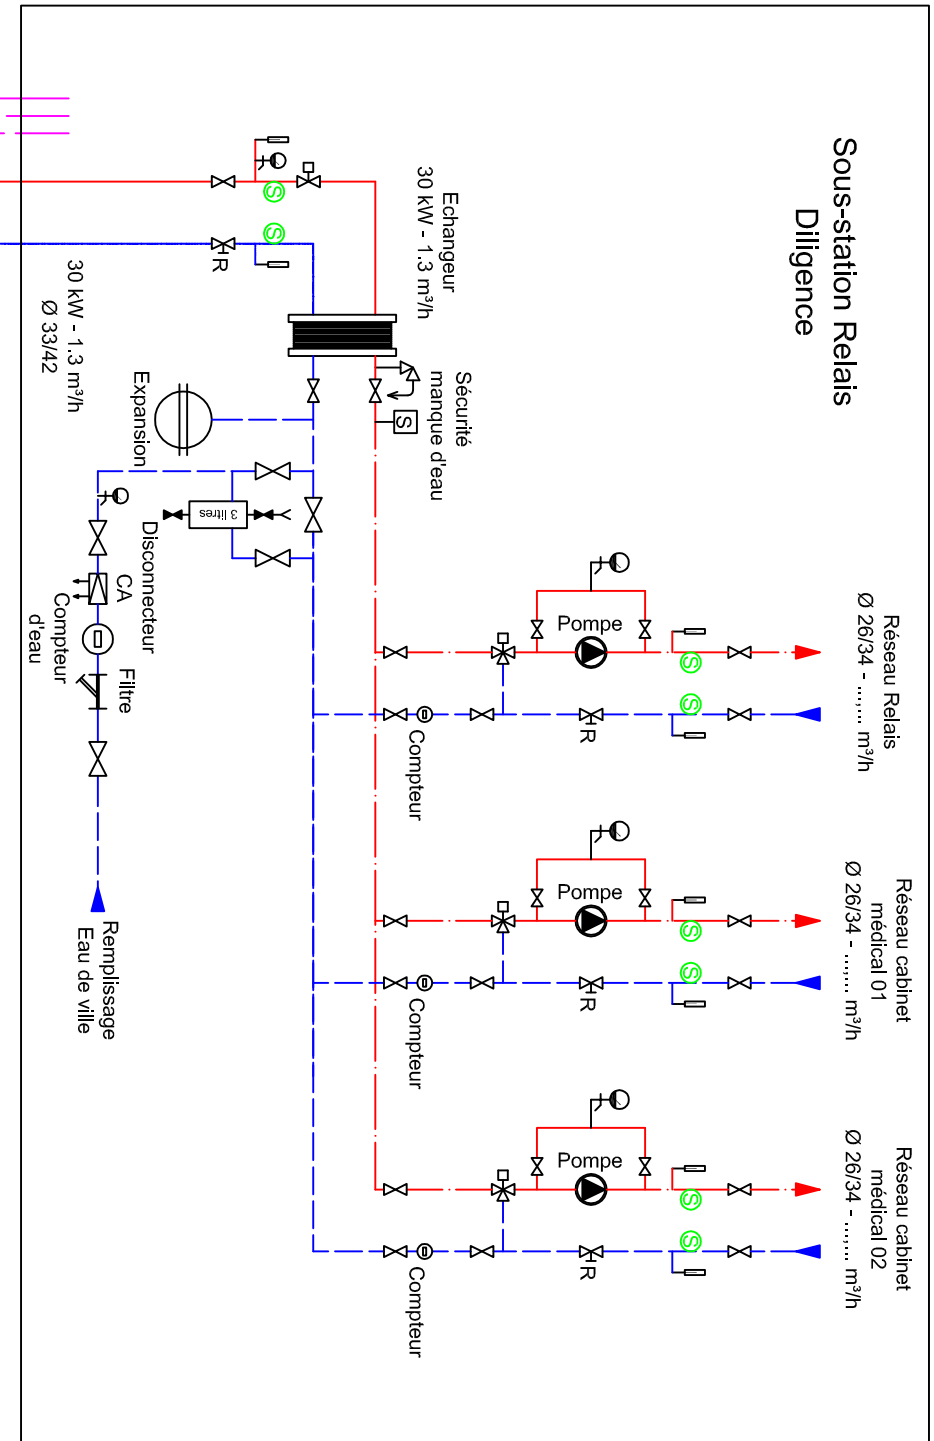 Sous-station Relais
Diligence
Echangeur
30 kW - 1.3 m³/h
S
S
R
30 kW - 1.3 m³/h
Ø 33/42
Sécurité
manque d'eau
S
Expansion
3 litres
Disconnecteur
CA
Compteur
d'eau
Filtre
Remplissage
Eau de ville
Réseau Relais
Ø 26/34 - ...,... m³/h
Pompe
S
S
R
Compteur
Réseau cabinet
médical 01
Ø 26/34 - ...,... m³/h
Pompe
S
S
R
Compteur
Réseau cabinet
médical 02
Ø 26/34 - ...,... m³/h
Pompe
S
S
R
Compteur